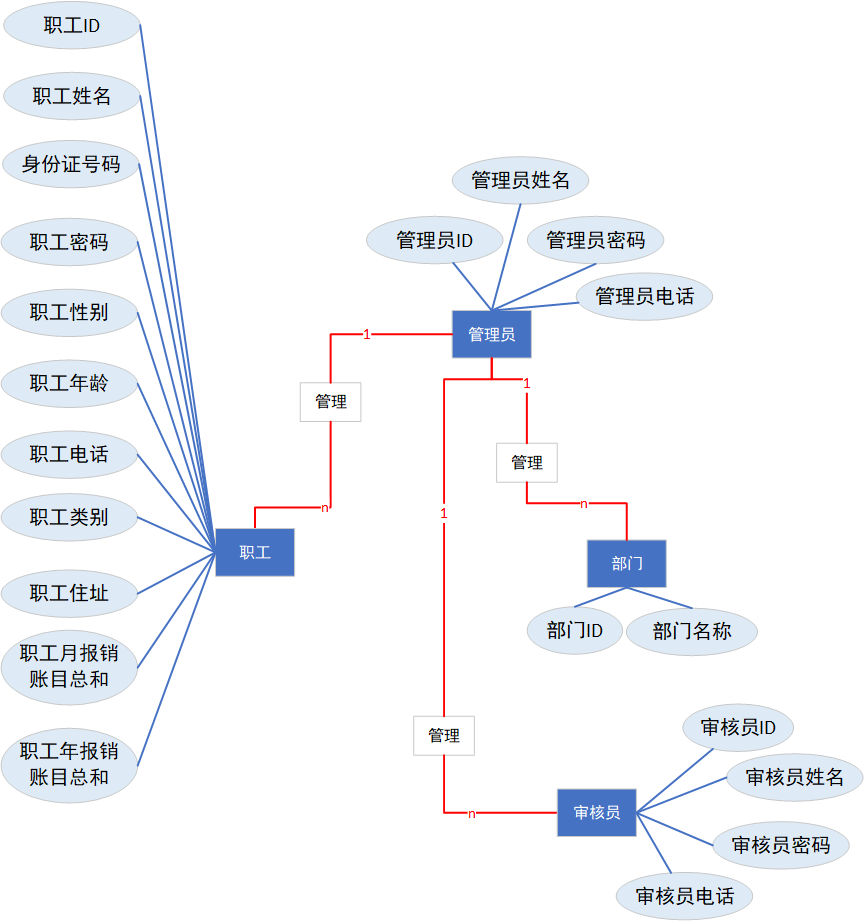 职工ID
职工姓名
身份证号码
职工密码
职工性别
职工年龄
职工电话
职工类别
职工住址
职工月报销
账目总和
职工年报销
账目总和
职工
n
管理
1
管理员姓名
管理员ID
管理员密码
管理员电话
管理员
1
管理
n
部门
部门ID
部门名称
1
管理
n
审核员
审核员ID
审核员姓名
审核员密码
审核员电话